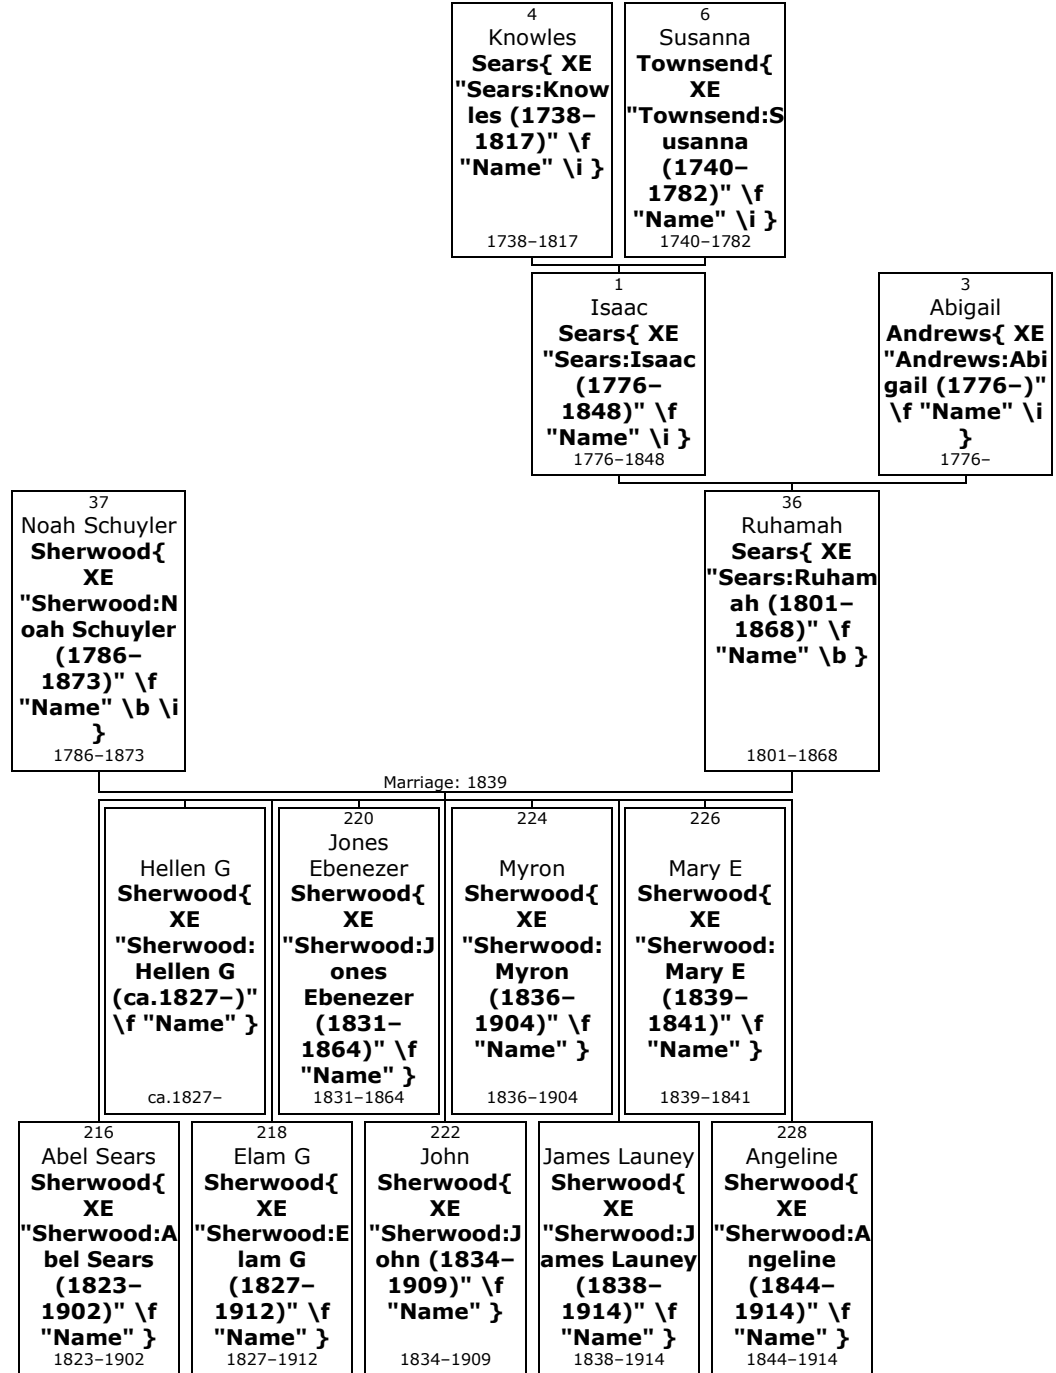 4
Knowles
Sears{ XE
"Sears:Know
les (1738–
1817)" \f
"Name" \i }
1738–1817
6
Susanna
Townsend{
XE
"Townsend:S
usanna
(1740–
1782)" \f
"Name" \i }
1740–1782
1
Isaac
Sears{ XE
"Sears:Isaac
(1776–
1848)" \f
"Name" \i }
1776–1848
3
Abigail
Andrews{ XE
"Andrews:Abi
gail (1776–)"
\f "Name" \i
}
1776–
37
Noah Schuyler
Sherwood{
XE
"Sherwood:N
oah Schuyler
(1786–
1873)" \f
"Name" \b \i
}
1786–1873
36
Ruhamah
Sears{ XE
"Sears:Ruham
ah (1801–
1868)" \f
"Name" \b }
1801–1868
Marriage: 1839
Hellen G
Sherwood{
XE
"Sherwood:
Hellen G
(ca.1827–)"
\f "Name" }
ca.1827–
220
Jones
Ebenezer
Sherwood{
XE
"Sherwood:J
ones
Ebenezer
(1831–
1864)" \f
"Name" }
1831–1864
224
Myron
Sherwood{
XE
"Sherwood:
Myron
(1836–
1904)" \f
"Name" }
1836–1904
226
Mary E
Sherwood{
XE
"Sherwood:
Mary E
(1839–
1841)" \f
"Name" }
1839–1841
216
Abel Sears
Sherwood{
XE
"Sherwood:A
bel Sears
(1823–
1902)" \f
"Name" }
1823–1902
218
Elam G
Sherwood{
XE
"Sherwood:E
lam G
(1827–
1912)" \f
"Name" }
1827–1912
222
John
Sherwood{
XE
"Sherwood:J
ohn (1834–
1909)" \f
"Name" }
1834–1909
James Launey
Sherwood{
XE
"Sherwood:J
ames Launey
(1838–
1914)" \f
"Name" }
1838–1914
228
Angeline
Sherwood{
XE
"Sherwood:A
ngeline
(1844–
1914)" \f
"Name" }
1844–1914